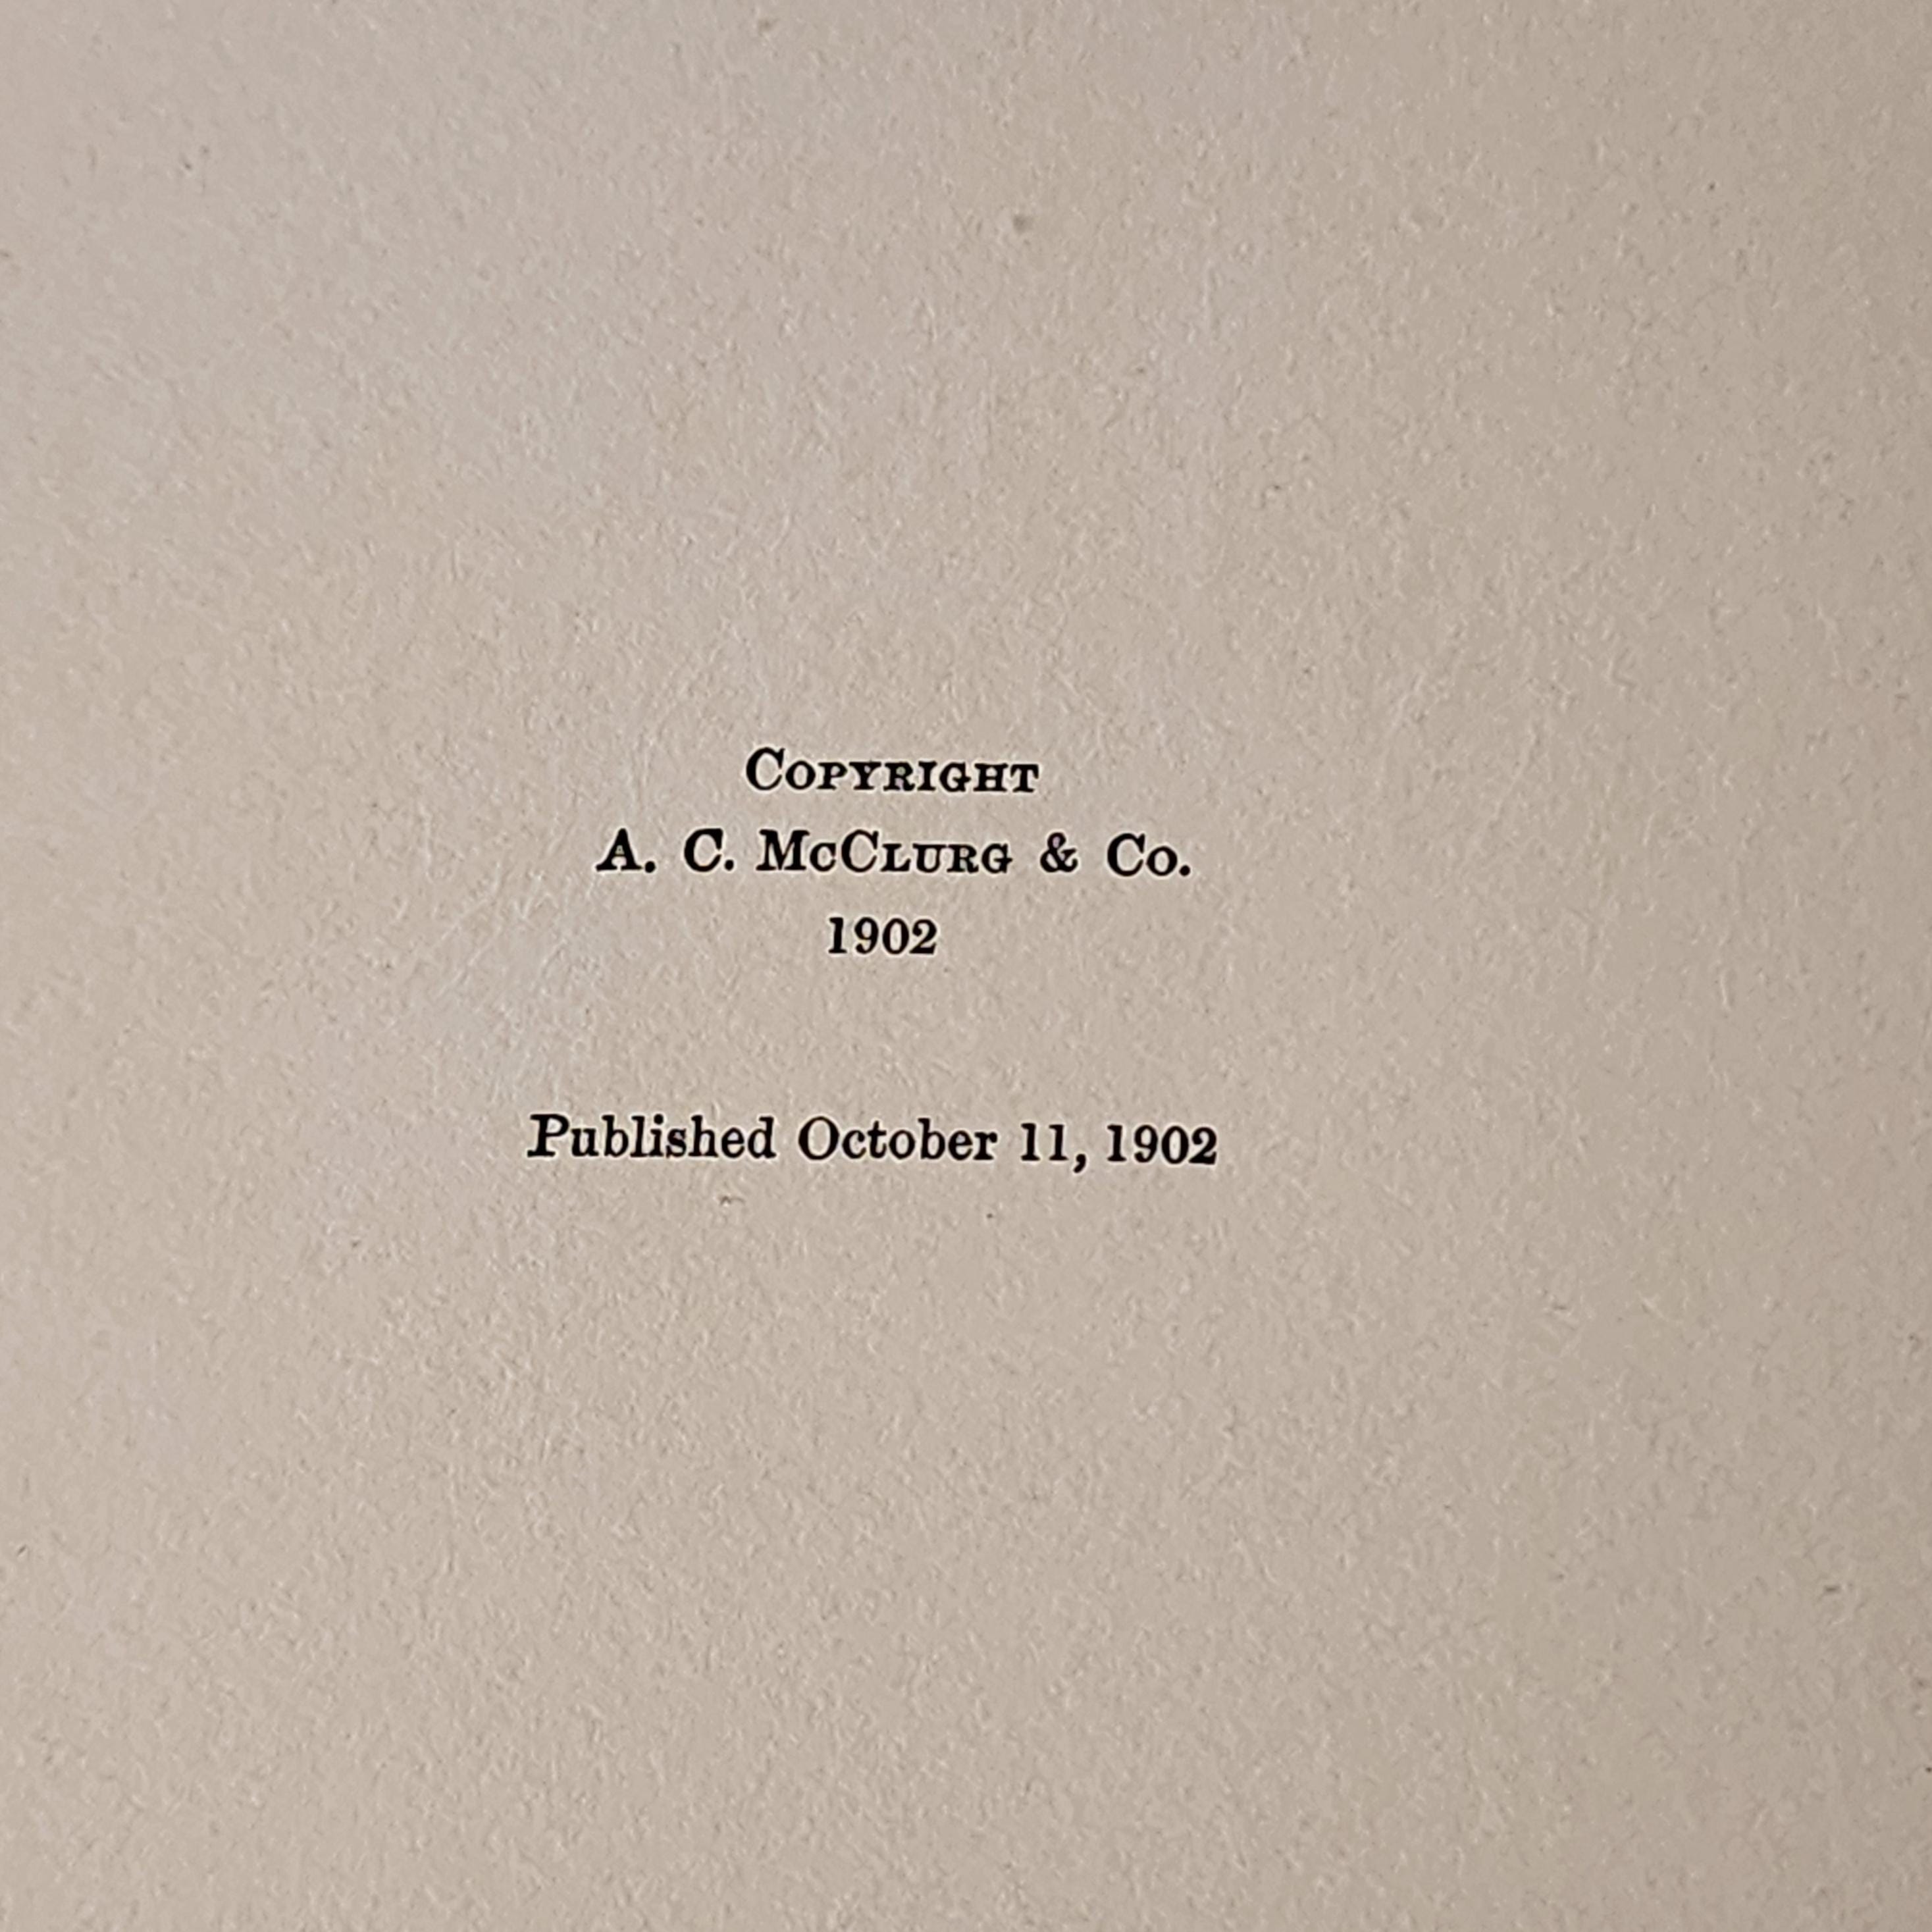 Copyright
A. C. McClurg & Co.
1902
Published October 11, 1902